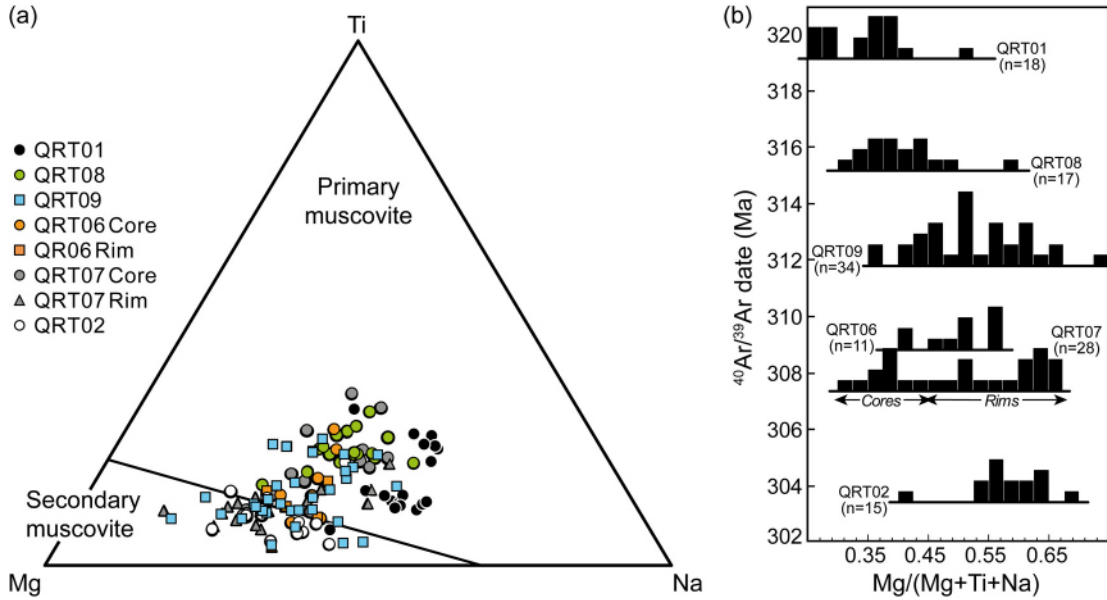 (a)
Ti
QRT01
QRT08
QRT09
QRT06 Core
QR06 Rim
QRT07 Core
QRT07 Rim
QRT02
Primary
muscovite
Secondary
muscovite
Mg
Na
(b)
⁴⁰Ar/³⁹Ar date (Ma)
320
318
316
314
312
310
308
306
304
302
QRT01
(n=18)
QRT08
(n=17)
QRT09
(n=34)
QRT06
(n=11)
QRT07
(n=28)
Cores
Rims
QRT02
(n=15)
0.35
0.45
0.55
0.65
Mg/(Mg+Ti+Na)